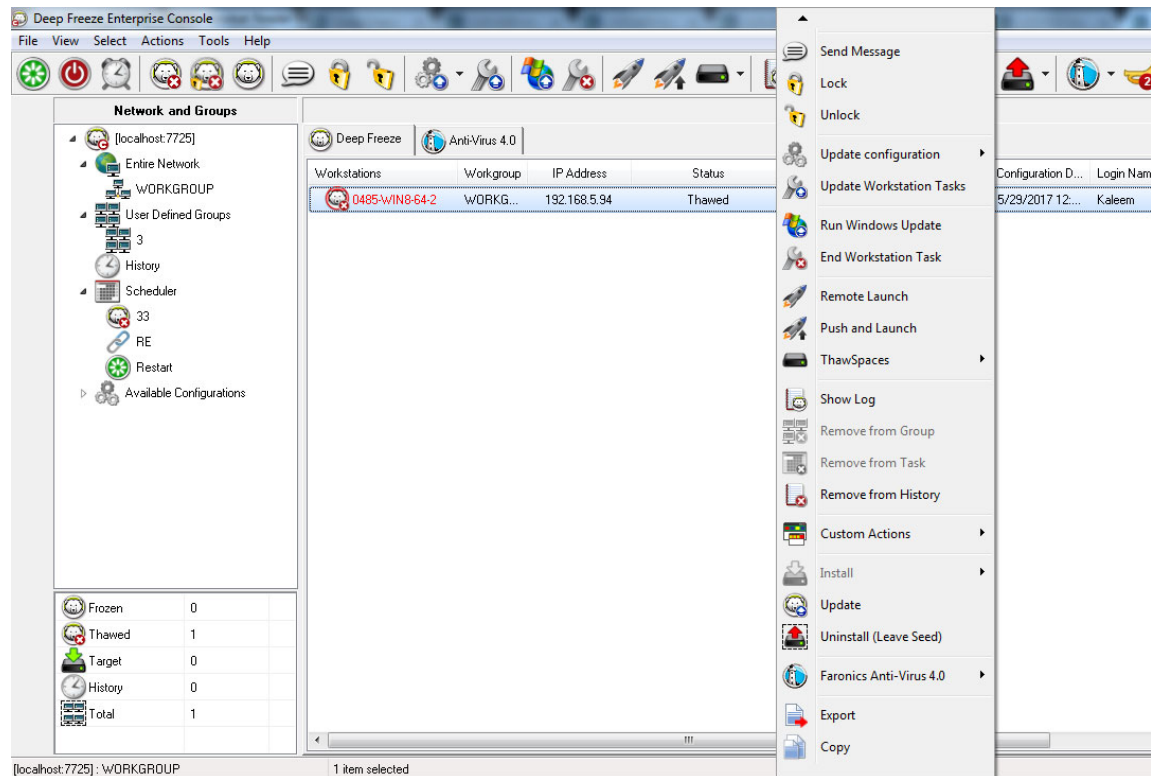 Deep Freeze Enterprise Console
File View Select Actions Tools Help
Network and Groups
[localhost:7725]
Entire Network
WORKGROUP
User Defined Groups
3
History
Scheduler
33
RE
Restart
Available Configurations
Frozen 0
Thawed 1
Target 0
History 0
Total 1
Deep Freeze Anti-Virus 4.0
Workstations Workgroup IP Address Status Configuration D... Login Nam
0485-WIN8-64-2 WORKG... 192.168.5.94 Thawed 5/29/2017 12:... Kaleem
Send Message
Lock
Unlock
Update configuration
Update Workstation Tasks
Run Windows Update
End Workstation Task
Remote Launch
Push and Launch
ThawSpaces
Show Log
Remove from Group
Remove from Task
Remove from History
Custom Actions
Install
Update
Uninstall (Leave Seed)
Faronics Anti-Virus 4.0
Export
Copy
[localhost:7725] : WORKGROUP 1 item selected
2